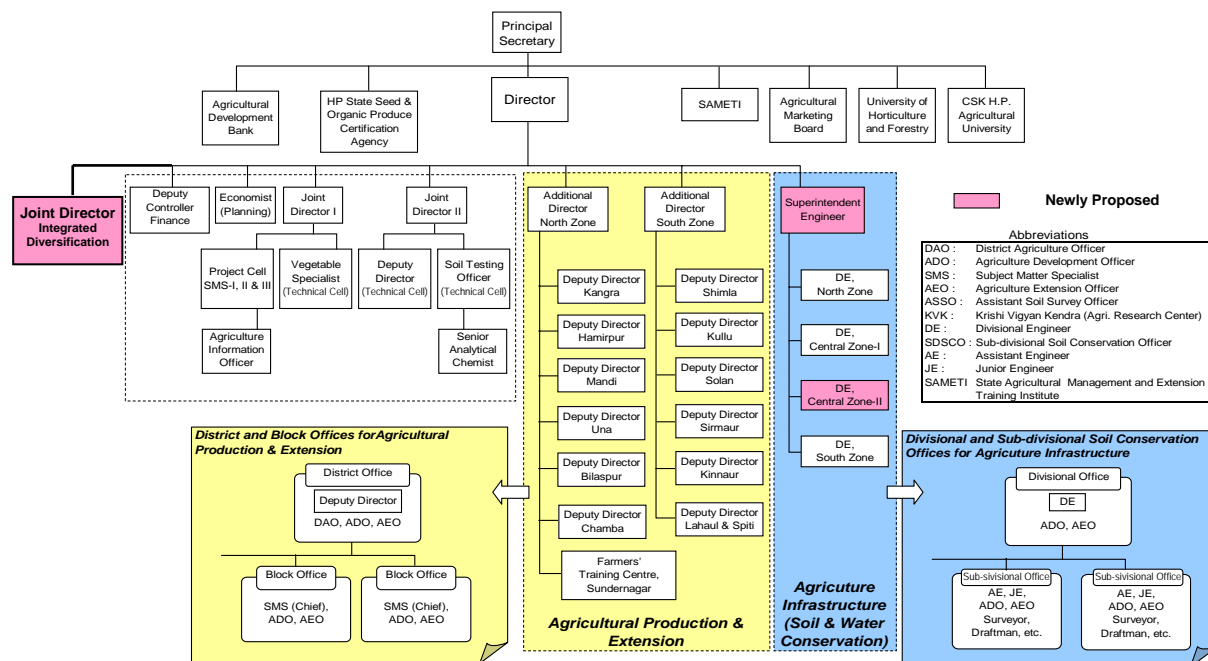 Principal
Secretary
Agricultural
Development
Bank
HP State Seed &
Organic Produce
Certification
Agency
Director
SAMETI
Agricultural
Marketing
Board
University of
Horticulture
and Forestry
CSK H.P.
Agricultural
University
Joint Director
Integrated
Diversification
Deputy
Controller
Finance
Economist
(Planning)
Joint
Director I
Joint
Director II
Project Cell
SMS-I, II & III
Vegetable
Specialist
(Technical Cell)
Deputy
Director
(Technical Cell)
Soil Testing
Officer
(Technical Cell)
Agriculture
Information
Officer
Senior
Analytical
Chemist
Additional
Director
North Zone
Additional
Director
South Zone
Superintendent
Engineer
Deputy Director
Kangra
Deputy Director
Hamirpur
Deputy Director
Mandi
Deputy Director
Una
Deputy Director
Bilaspur
Deputy Director
Chamba
Farmers'
Training Centre,
Sundernagar
Deputy Director
Shimla
Deputy Director
Kullu
Deputy Director
Solan
Deputy Director
Sirmaur
Deputy Director
Kinnaur
Deputy Director
Lahaul & Spiti
Agricultural Production &
Extension
DE,
North Zone
DE,
Central Zone-I
DE,
Central Zone-II
DE,
South Zone
Agricuture
Infrastructure
(Soil & Water
Conservation)
Newly Proposed
Abbreviations
DAO : District Agriculture Officer
ADO : Agriculture Development Officer
SMS : Subject Matter Specialist
AEO : Agriculture Extension Officer
ASSO : Assistant Soil Survey Officer
KVK : Krishi Vigyan Kendra (Agri. Research Center)
DE : Divisional Engineer
SDSCO : Sub-divisional Soil Conservation Officer
AE : Assistant Engineer
JE : Junior Engineer
SAMETI State Agricultural Management and Extension
Training Institute
District and Block Offices forAgricultural
Production & Extension
District Office
Deputy Director
DAO, ADO, AEO
Block Office
SMS (Chief),
ADO, AEO
Block Office
SMS (Chief),
ADO, AEO
Divisional and Sub-divisional Soil Conservation
Offices for Agricuture Infrastructure
Divisional Office
DE
ADO, AEO
Sub-sivisional Office
AE, JE,
ADO, AEO
Surveyor,
Draftman, etc.
Sub-sivisional Office
AE, JE,
ADO, AEO
Surveyor,
Draftman, etc.